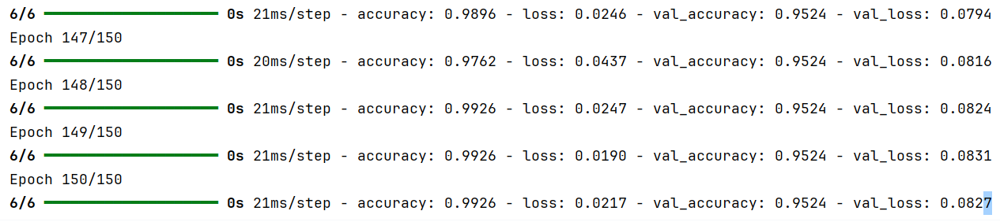 6/6 ━━━━━━━━━━━━━━━━━━━━ 0s 21ms/step - accuracy: 0.9896 - loss: 0.0246 - val_accuracy: 0.9524 - val_loss: 0.0794
Epoch 147/150
6/6 ━━━━━━━━━━━━━━━━━━━━ 0s 20ms/step - accuracy: 0.9762 - loss: 0.0437 - val_accuracy: 0.9524 - val_loss: 0.0816
Epoch 148/150
6/6 ━━━━━━━━━━━━━━━━━━━━ 0s 21ms/step - accuracy: 0.9926 - loss: 0.0247 - val_accuracy: 0.9524 - val_loss: 0.0824
Epoch 149/150
6/6 ━━━━━━━━━━━━━━━━━━━━ 0s 21ms/step - accuracy: 0.9926 - loss: 0.0190 - val_accuracy: 0.9524 - val_loss: 0.0831
Epoch 150/150
6/6 ━━━━━━━━━━━━━━━━━━━━ 0s 21ms/step - accuracy: 0.9926 - loss: 0.0217 - val_accuracy: 0.9524 - val_loss: 0.0827